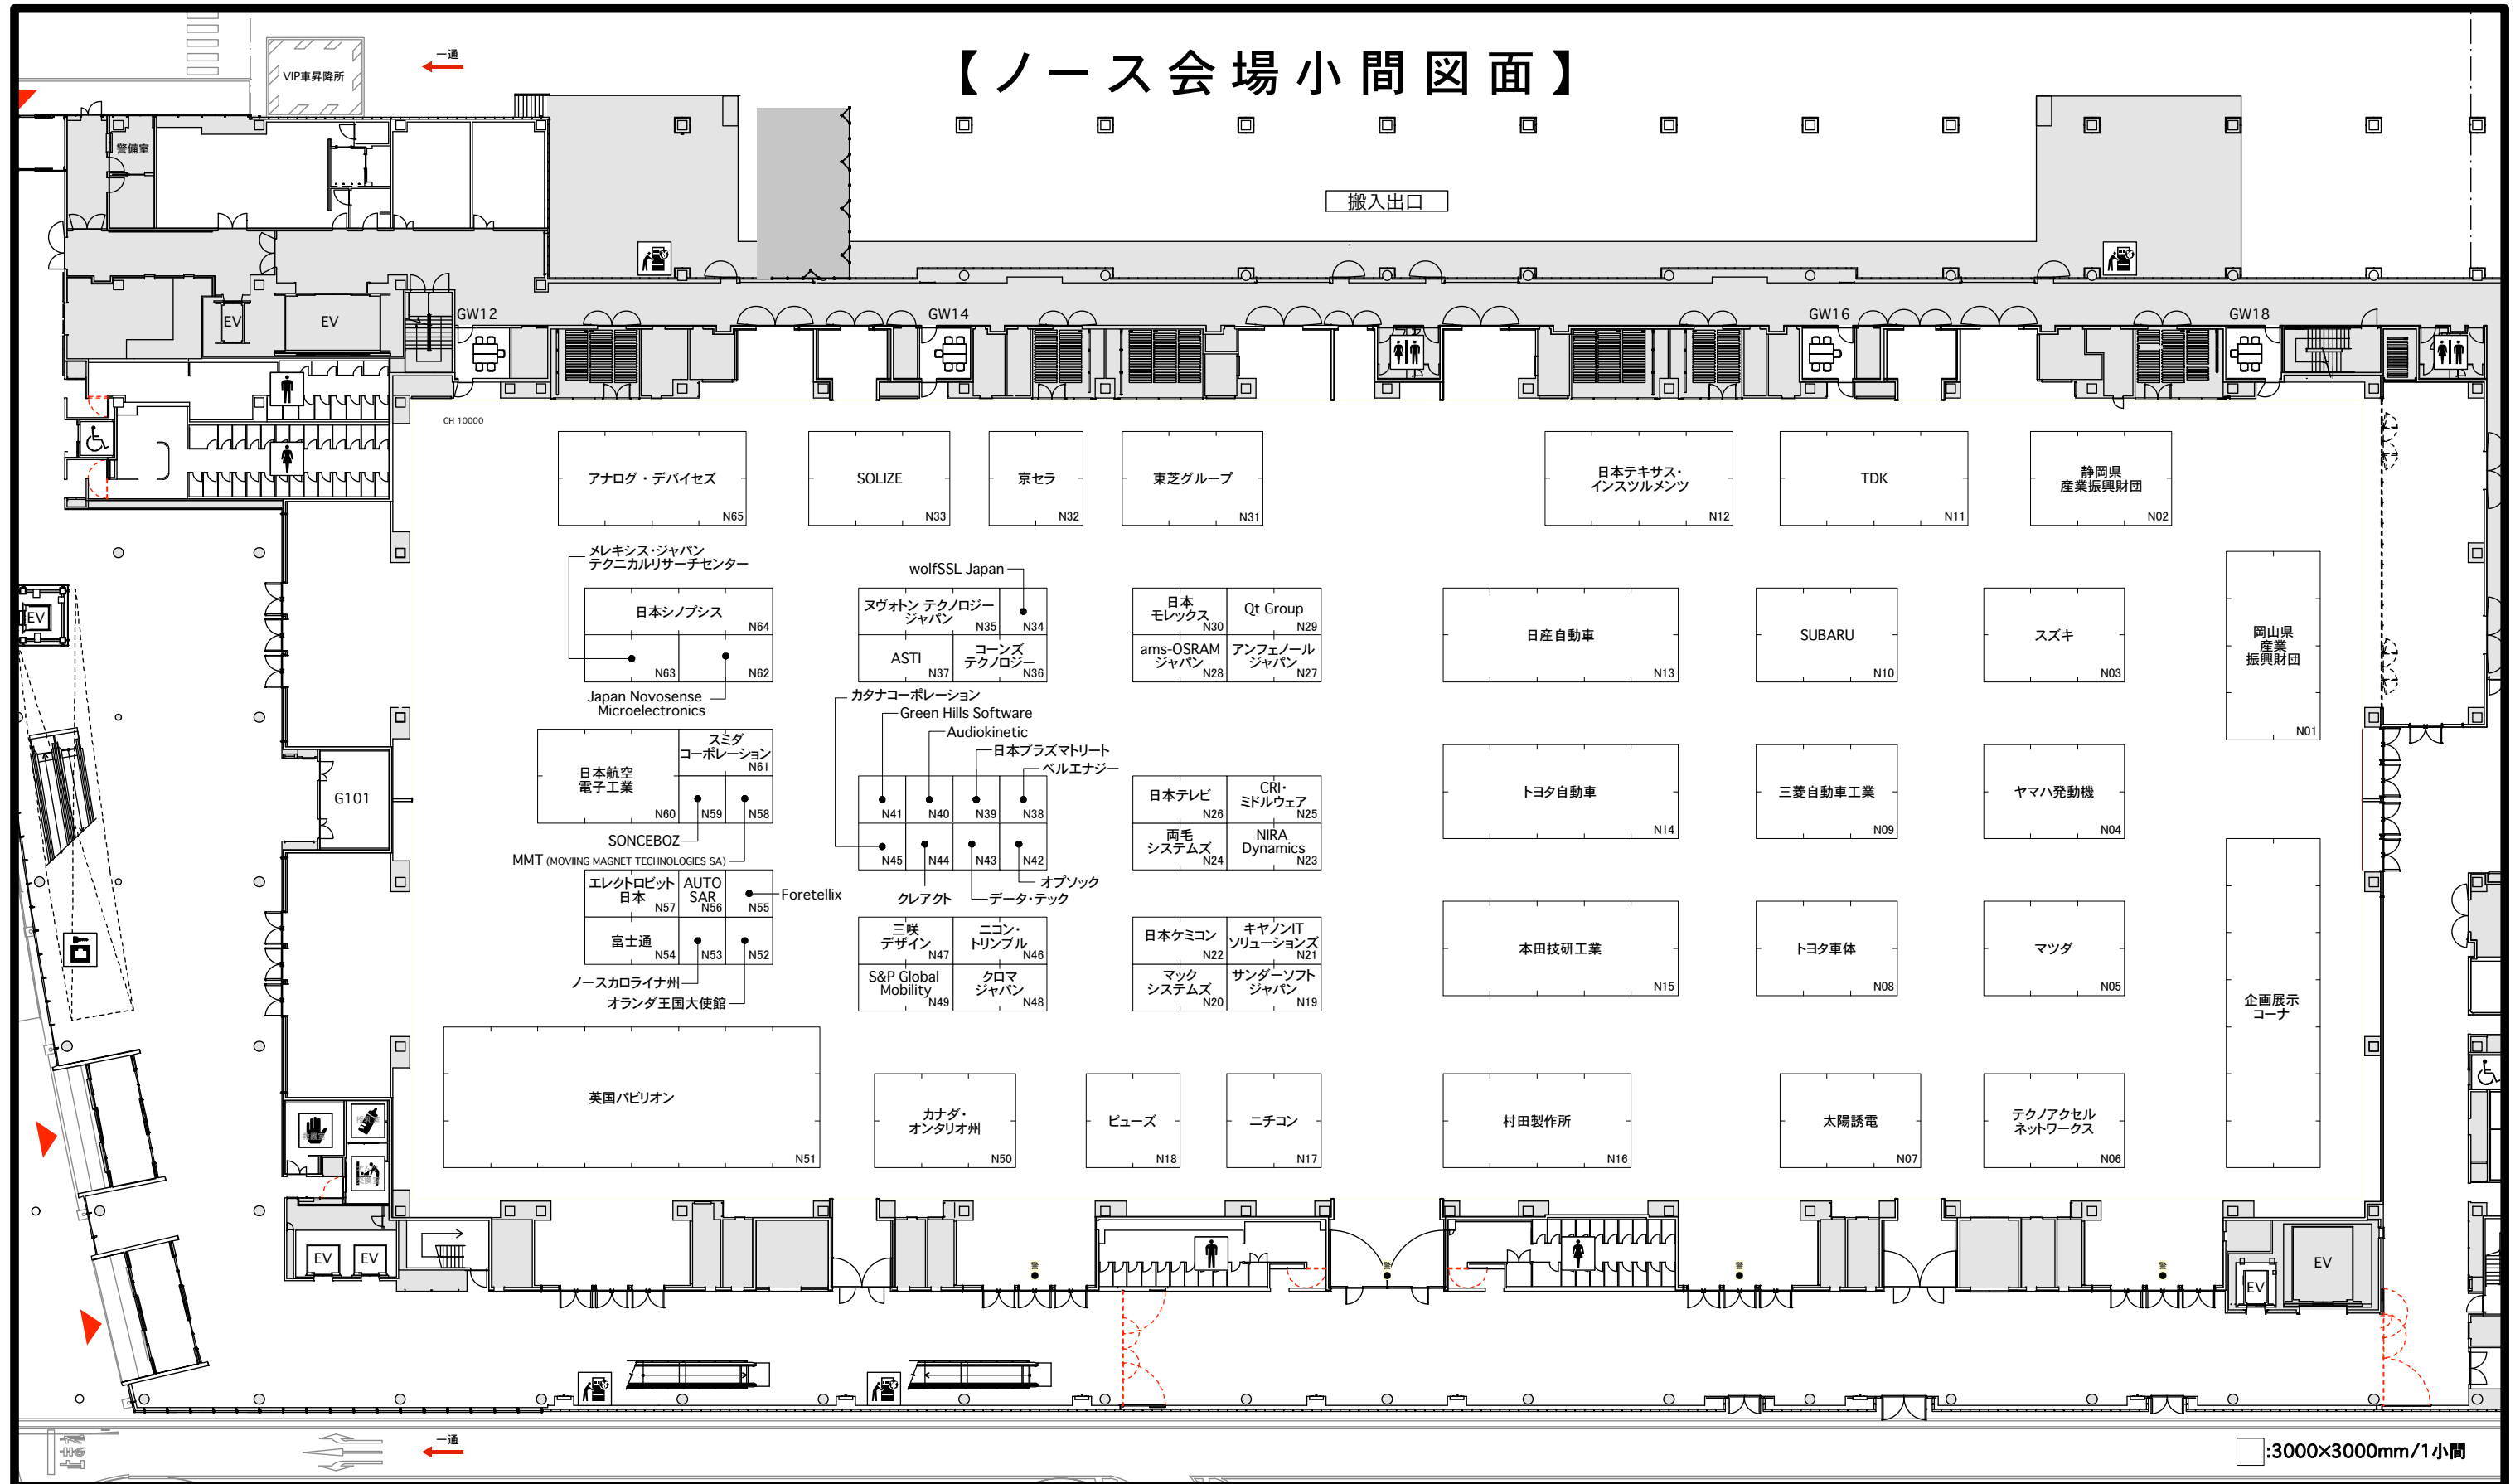 【ノース会場小間図面】
一通
VIP車昇降所
警備室
搬入出口
EV
EV
GW12
GW14
GW16
GW18
CH 10000
アナログ・デバイセズ
N65
SOLIZE
N33
京セラ
N32
東芝グループ
N31
日本テキサス・
インスツルメンツ
N12
TDK
N11
静岡県
産業振興財団
N02
メレキシス・ジャパン
テクニカルリサーチセンター
日本シノプシス
N64
N63
N62
Japan Novosense
Microelectronics
wolfSSL Japan
ヌヴォトン テクノロジー
ジャパン
N35
N34
ASTI
N37
コーンズ
テクノロジー
N36
日本
モレックス
N30
Qt Group
N29
ams-OSRAM
ジャパン
N28
アンフェノール
ジャパン
N27
日産自動車
N13
SUBARU
N10
スズキ
N03
岡山県
産業
振興財団
N01
EV
G101
日本航空
電子工業
N60
スミダ
コーポレーション
N61
N59
N58
SONCEBOZ
MMT (MOVIING MAGNET TECHNOLOGIES SA)
カタナコーポレーション
Green Hills Software
Audiokinetic
日本プラズマトリート
ベルエナジー
N41
N40
N39
N38
N45
N44
N43
N42
オプソック
クレアクト
データ・テック
日本テレビ
N26
CRI・
ミドルウェア
N25
両毛
システムズ
N24
NIRA
Dynamics
N23
トヨタ自動車
N14
三菱自動車工業
N09
ヤマハ発動機
N04
エレクトロビット
日本
N57
AUTO
SAR
N56
N55
Foretellix
富士通
N54
N53
N52
ノースカロライナ州
オランダ王国大使館
三咲
デザイン
N47
ニコン・
トリンブル
N46
S&P Global
Mobility
N49
クロマ
ジャパン
N48
日本ケミコン
N22
キヤノンIT
ソリューションズ
N21
マック
システムズ
N20
サンダーソフト
ジャパン
N19
本田技研工業
N15
トヨタ車体
N08
マツダ
N05
企画展示
コーナ
英国パビリオン
N51
カナダ・
オンタリオ州
N50
ピューズ
N18
ニチコン
N17
村田製作所
N16
太陽誘電
N07
テクノアクセル
ネットワークス
N06
EV
EV
警
警
警
警
EV
EV
一通
:3000×3000mm/1小間